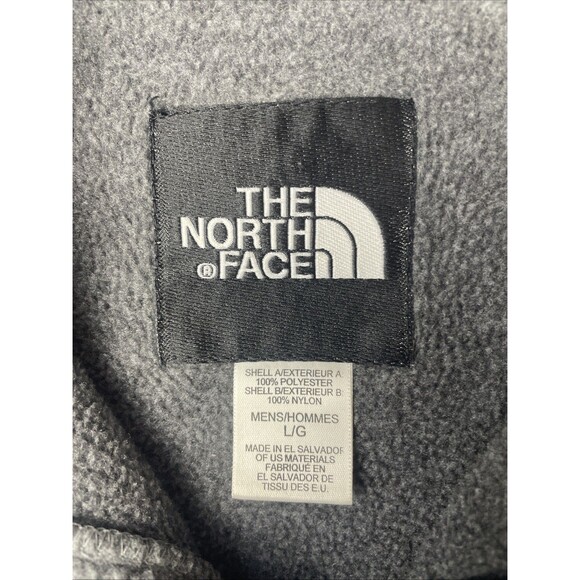 THE
NORTH
®FACE
SHELL A/EXTERIEUR A
100% POLYESTER
SHELL B/EXTERIEUR B
100% NYLON
MENS/HOMMES
L/G
MADE IN EL SALVADOR
OF US MATERIALS
FABRIQUÉ EN
EL SALVADOR DE
TISSU DES E.U.